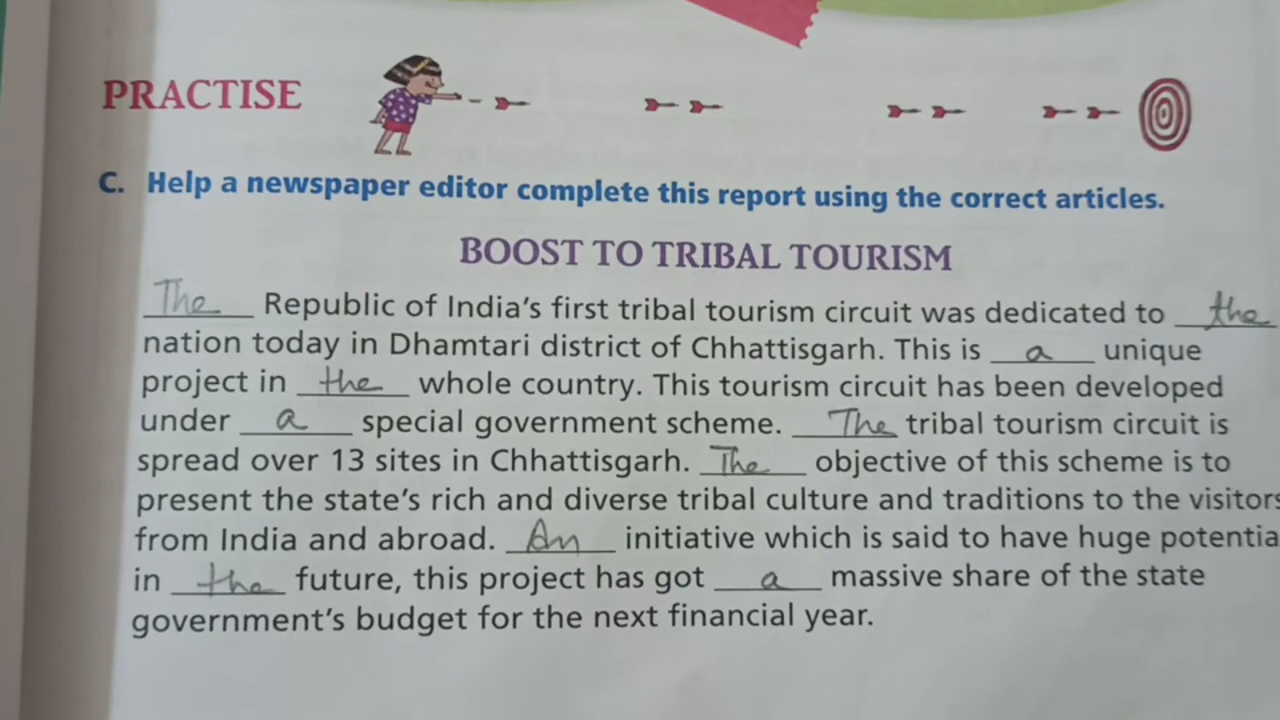 PRACTISE
C. Help a newspaper editor complete this report using the correct articles.
BOOST TO TRIBAL TOURISM
The Republic of India's first tribal tourism circuit was dedicated to the
nation today in Dhamtari district of Chhattisgarh. This is a unique
project in the whole country. This tourism circuit has been developed
under a special government scheme. The tribal tourism circuit is
spread over 13 sites in Chhattisgarh. The objective of this scheme is to
present the state's rich and diverse tribal culture and traditions to the visitors
from India and abroad. An initiative which is said to have huge potentia
in the future, this project has got a massive share of the state
government's budget for the next financial year.